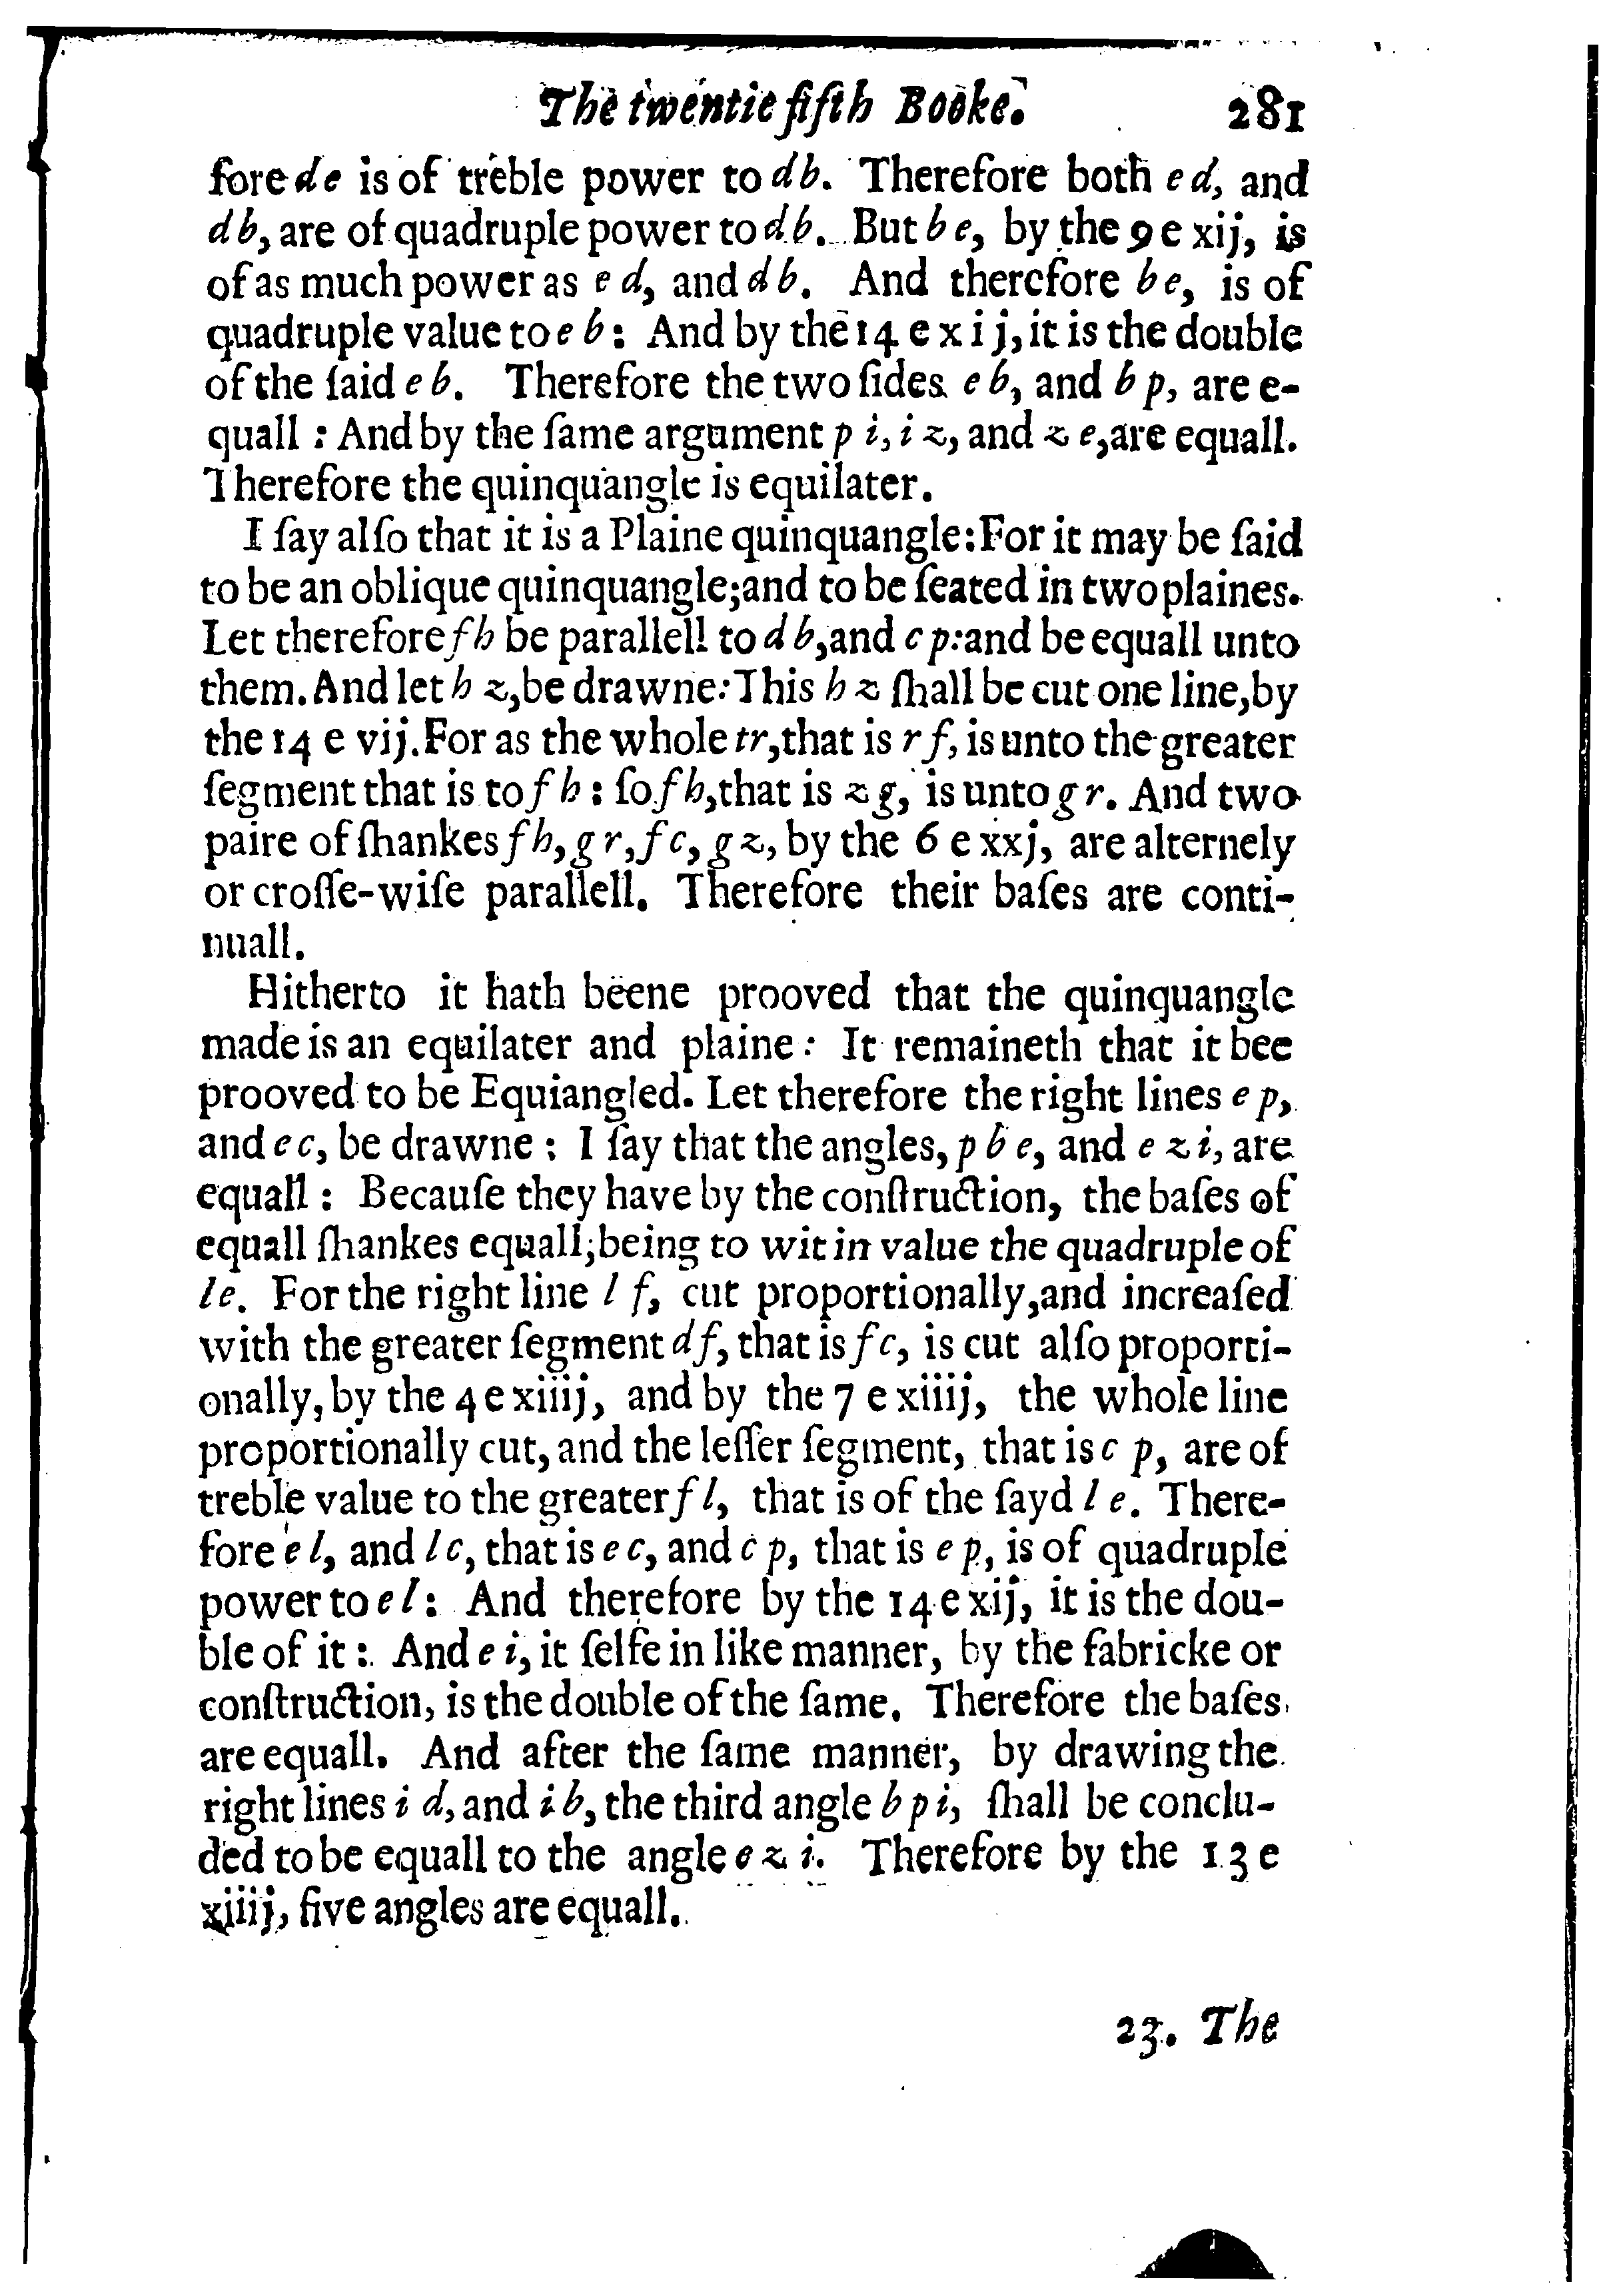 The twentie fifth Booke. 281
fore de is of treble power to db. Therefore both ed, and
db, are of quadruple power to db. But be, by the 9 e xij, is
of as much power as ed, and db. And therefore be, is of
quadruple value to eb: And by the 14 e xij, it is the double
of the ſaid eb. Therefore the two ſides eb, and bp, are e-
quall: And by the ſame argument pi, iz, and ze, are equall.
Therefore the quinquangle is equilater.
I ſay alſo that it is a Plaine quinquangle: For it may be ſaid
to be an oblique quinquangle; and to be ſeated in two plaines.
Let therefore fh be parallell to db, and cp: and be equall unto
them. And let hz, be drawne: This hz ſhall be cut one line, by
the 14 e vij. For as the whole tr, that is rf, is unto the greater
ſegment that is to fh: ſo fh, that is zg, is unto gr. And two
paire of ſhankes fh, gr, fc, gz, by the 6 e xxj, are alternely
or croſſe-wiſe parallell. Therefore their baſes are conti-
nuall.
Hitherto it hath beene prooved that the quinquangle
made is an equilater and plaine: It remaineth that it bee
prooved to be Equiangled. Let therefore the right lines ep,
and ec, be drawne: I ſay that the angles, pbe, and ezi, are
equall: Becauſe they have by the conſtruction, the baſes of
equall ſhankes equall; being to wit in value the quadruple of
le. For the right line lf, cut proportionally, and increaſed
with the greater ſegment df, that is fc, is cut alſo proporti-
onally, by the 4 e xiiij, and by the 7 e xiiij, the whole line
proportionally cut, and the leſſer ſegment, that is cp, are of
treble value to the greater fl, that is of the ſayd le. There-
fore el, and lc, that is ec, and cp, that is ep, is of quadruple
power to el: And therefore by the 14 e xij, it is the dou-
ble of it: And ei, it ſelfe in like manner, by the fabricke or
conſtruction, is the double of the ſame. Therefore the baſes
are equall. And after the ſame manner, by drawing the
right lines id, and ib, the third angle bpi, ſhall be conclu-
ded to be equall to the angle ezi. Therefore by the 13 e
xiiij, five angles are equall.
23. The